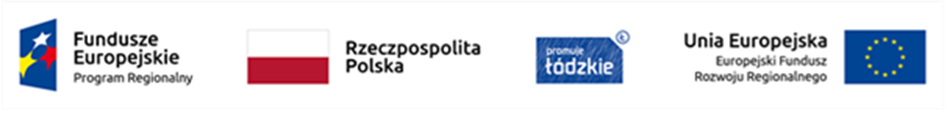 Fundusze
Europejskie
Program Regionalny
Rzeczpospolita
Polska
promuje
łódzkie
Ł
Unia Europejska
Europejski Fundusz
Rozwoju Regionalnego